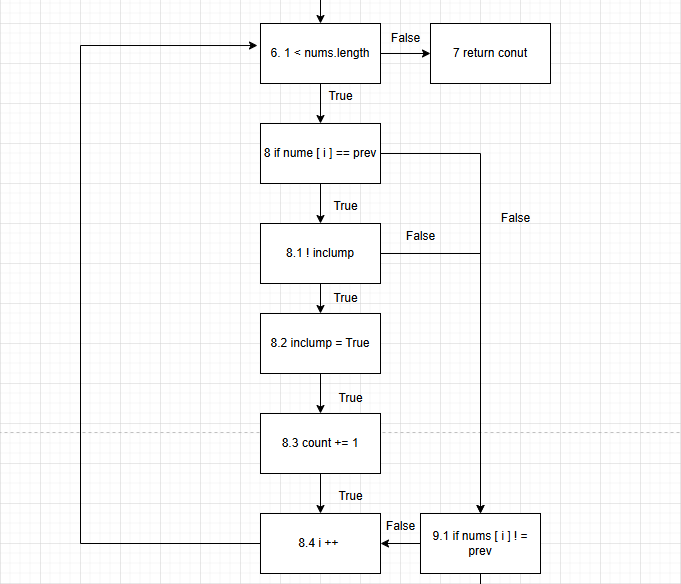 False
6. 1 < nums.length
7 return conut
True
8 if nume [ i ] == prev
True
False
False
8.1 ! inclump
True
8.2 inclump = True
True
8.3 count += 1
True
False
8.4 i ++
9.1 if nums [ i ] ! =
prev